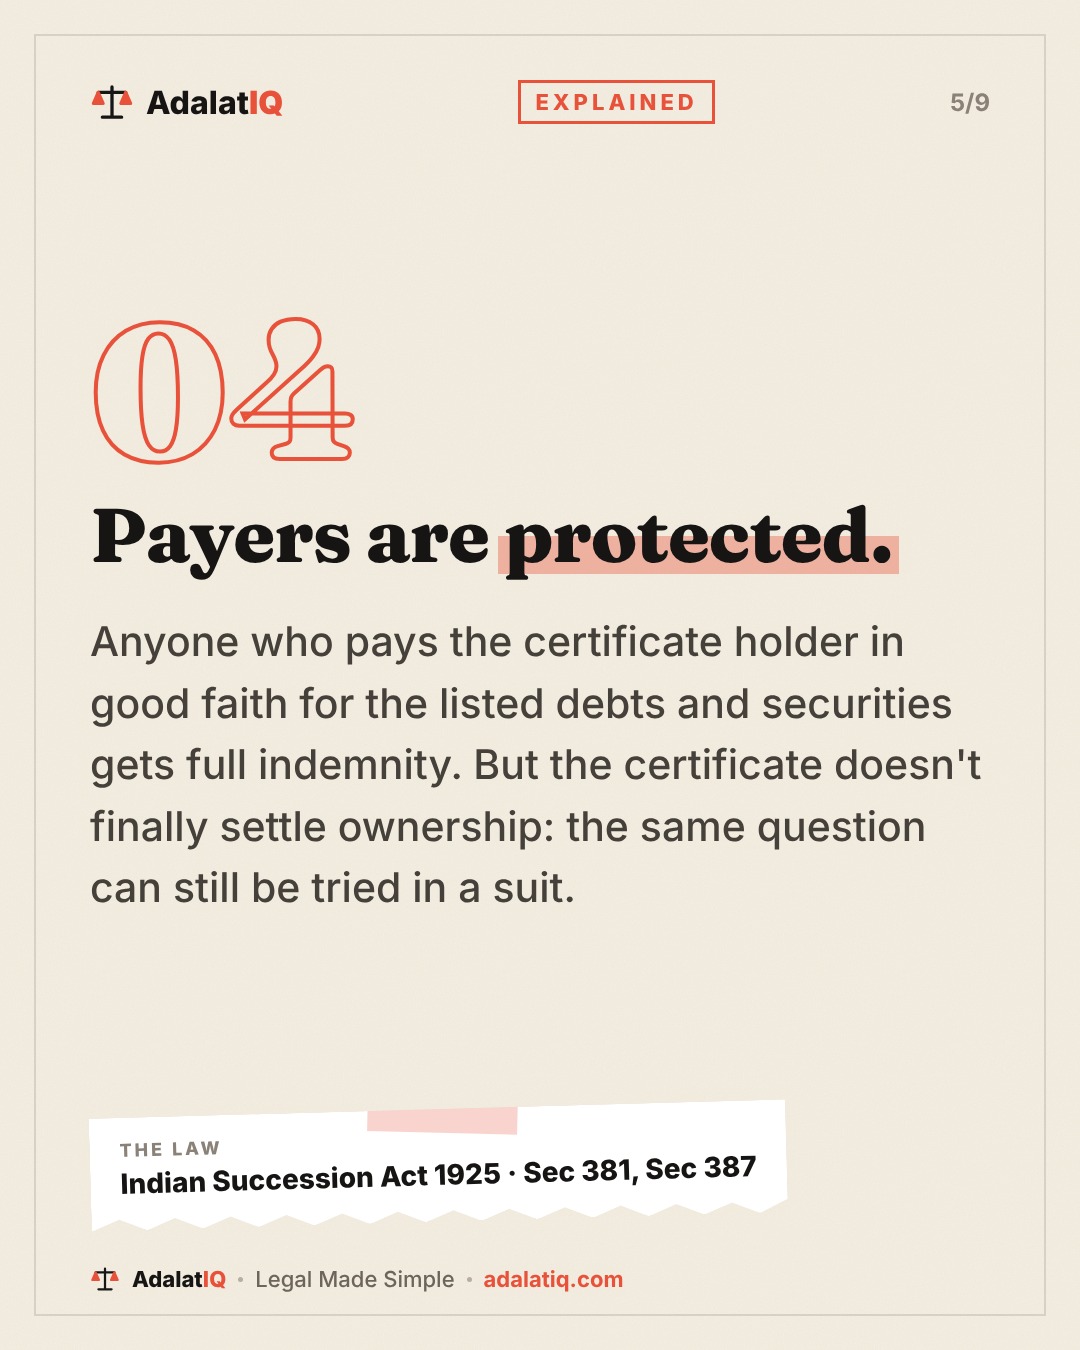 AdalatIQ
EXPLAINED
5/9
04
Payers are protected.
Anyone who pays the certificate holder in
good faith for the listed debts and securities
gets full indemnity. But the certificate doesn't
finally settle ownership: the same question
can still be tried in a suit.
THE LAW
Indian Succession Act 1925 · Sec 381, Sec 387
AdalatIQ • Legal Made Simple • adalatiq.com